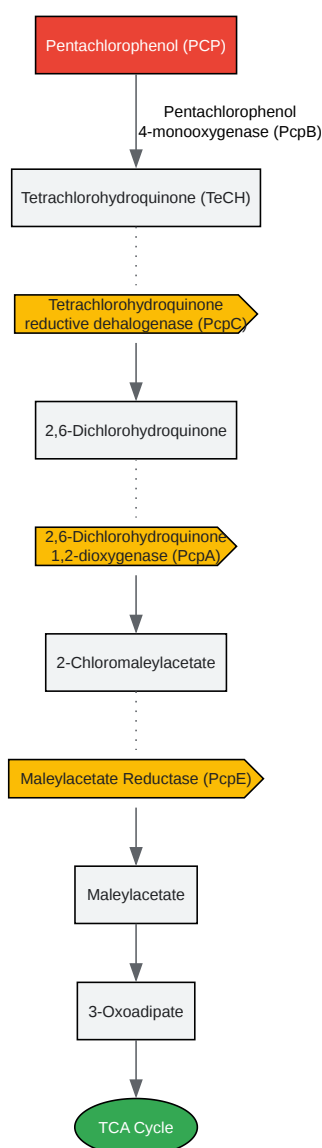 Pentachlorophenol (PCP)
Pentachlorophenol
4-monooxygenase (PcpB)
Tetrachlorohydroquinone (TeCH)
Tetrachlorohydroquinone
reductive dehalogenase (PcpC)
2,6-Dichlorohydroquinone
2,6-Dichlorohydroquinone
1,2-dioxygenase (PcpA)
2-Chloromaleylacetate
Maleylacetate Reductase (PcpE)
Maleylacetate
3-Oxoadipate
TCA Cycle